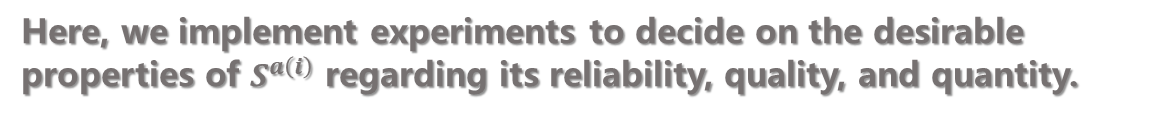 Here, we implement experiments to decide on the desirable
properties of S^{a(i)} regarding its reliability, quality, and quantity.